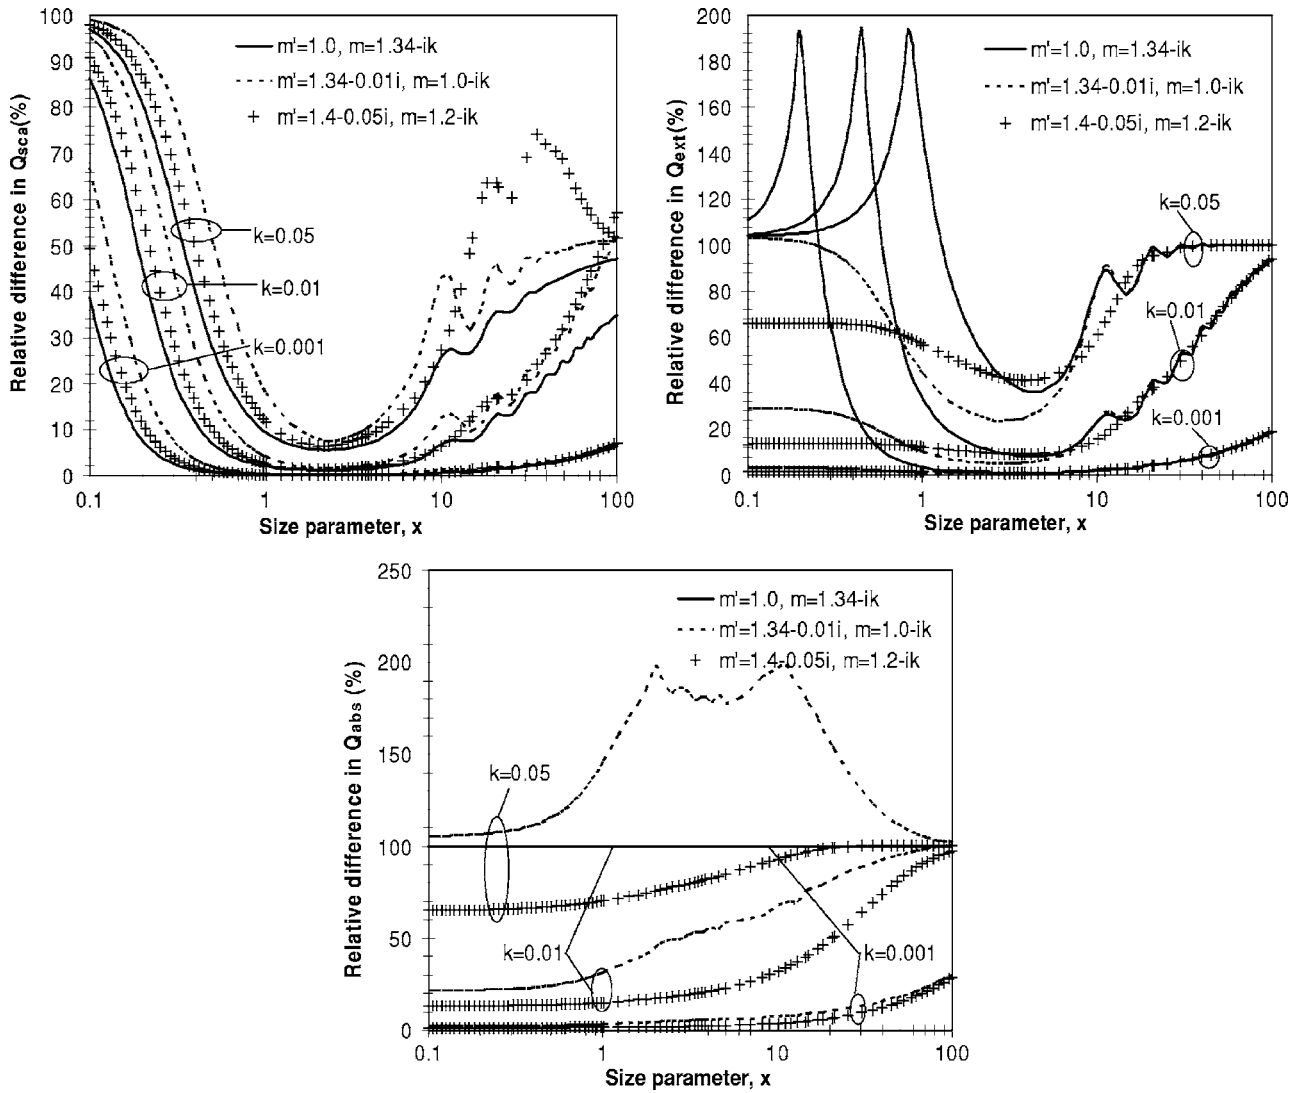 Relative difference in Qsca(%)
100
90
80
70
60
50
40
30
20
10
0
m'=1.0, m=1.34-ik
m'=1.34-0.01i, m=1.0-ik
m'=1.4-0.05i, m=1.2-ik
k=0.05
k=0.01
k=0.001
0.1
1
10
100
Size parameter, x
Relative difference in Qext(%)
200
180
160
140
120
100
80
60
40
20
0
m'=1.0, m=1.34-ik
m'=1.34-0.01i, m=1.0-ik
m'=1.4-0.05i, m=1.2-ik
k=0.05
k=0.01
k=0.001
0.1
1
10
100
Size parameter, x
Relative difference in Qabs (%)
250
200
150
100
50
0
m'=1.0, m=1.34-ik
m'=1.34-0.01i, m=1.0-ik
m'=1.4-0.05i, m=1.2-ik
k=0.05
k=0.01
k=0.001
0.1
1
10
100
Size parameter, x